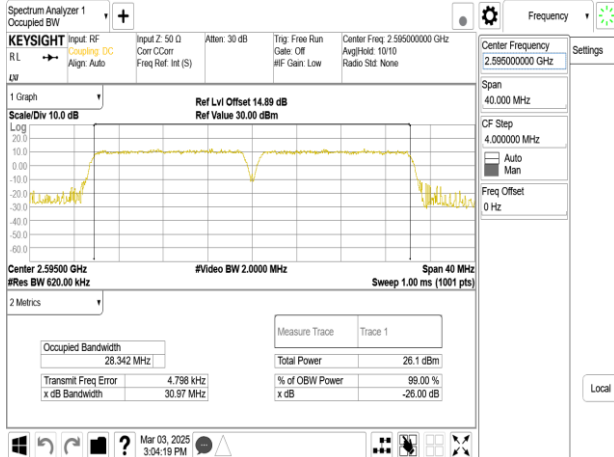 Spectrum Analyzer 1
Occupied BW
+
Frequency
KEYSIGHT
RL
Input: RF
Coupling: DC
Align: Auto
Input Z: 50 Ω
Corr CCorr
Freq Ref: Int (S)
Atten: 30 dB
Trig: Free Run
Gate: Off
#IF Gain: Low
Center Freq: 2.595000000 GHz
Avg|Hold: 10/10
Radio Std: None
Center Frequency
2.595000000 GHz
Settings
Span
40.000 MHz
CF Step
4.000000 MHz
Auto
Man
Freq Offset
0 Hz
Local
1 Graph
Scale/Div 10.0 dB
Ref Lvl Offset 14.89 dB
Ref Value 30.00 dBm
Log
20.0
10.0
0.00
-10.0
-20.0
-30.0
-40.0
-50.0
-60.0
Center 2.59500 GHz
#Video BW 2.0000 MHz
Span 40 MHz
#Res BW 620.00 kHz
Sweep 1.00 ms (1001 pts)
2 Metrics
Measure Trace Trace 1
Occupied Bandwidth
28.342 MHz
Total Power 26.1 dBm
Transmit Freq Error 4.798 kHz
% of OBW Power 99.00 %
x dB Bandwidth 30.97 MHz
x dB -26.00 dB
?
Mar 03, 2025
3:04:19 PM